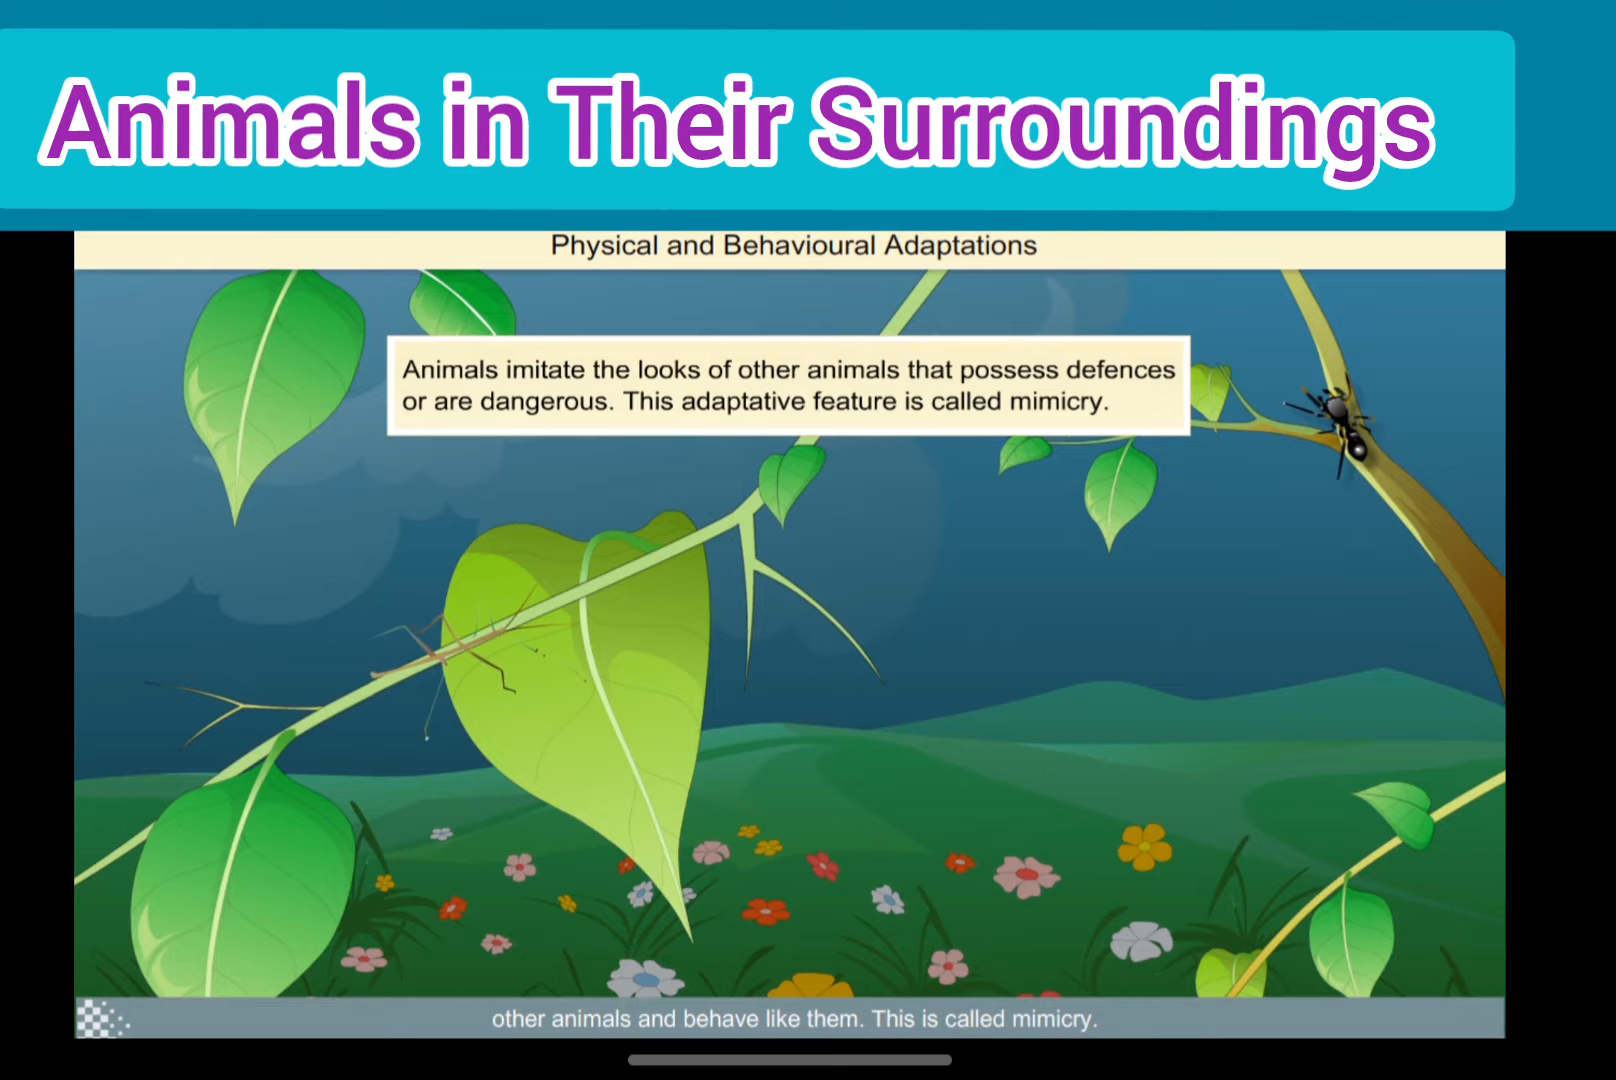 Animals in Their Surroundings
Physical and Behavioural Adaptations
Animals imitate the looks of other animals that possess defences
or are dangerous. This adaptative feature is called mimicry.
other animals and behave like them. This is called mimicry.